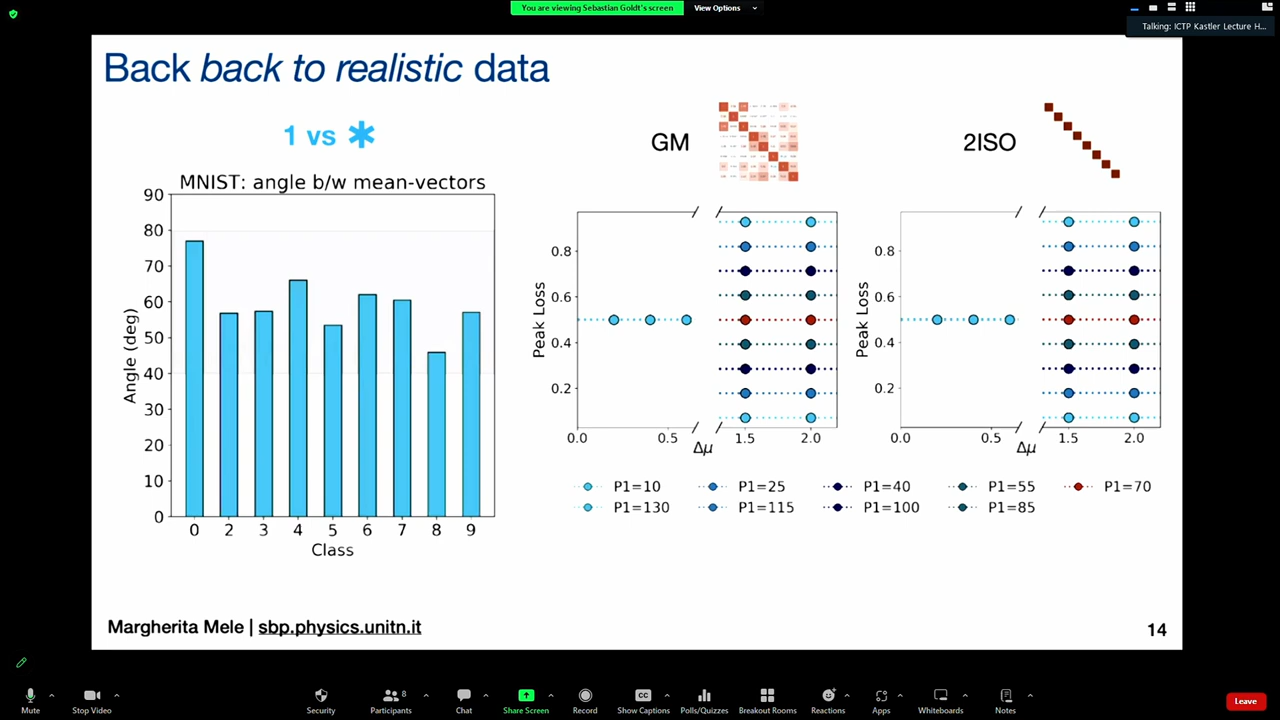 You are viewing Sebastian Goldt's screen
View Options
Talking: ICTP Kastler Lecture H...
Back back to realistic data
1 vs *
MNIST: angle b/w mean-vectors
90
80
70
60
50
40
30
20
10
0
Angle (deg)
0 2 3 4 5 6 7 8 9
Class
GM
Peak Loss
0.8
0.6
0.4
0.2
0.0 0.5 1.5 2.0
Δμ
2ISO
Peak Loss
0.8
0.6
0.4
0.2
0.0 0.5 1.5 2.0
Δμ
P1=10 P1=25 P1=40 P1=55 P1=70
P1=130 P1=115 P1=100 P1=85
Margherita Mele | sbp.physics.unitn.it
14
Mute
Stop Video
Security
Participants
8
Chat
Share Screen
Record
Show Captions
Polls/Quizzes
Breakout Rooms
Reactions
Apps
Whiteboards
Notes
Leave